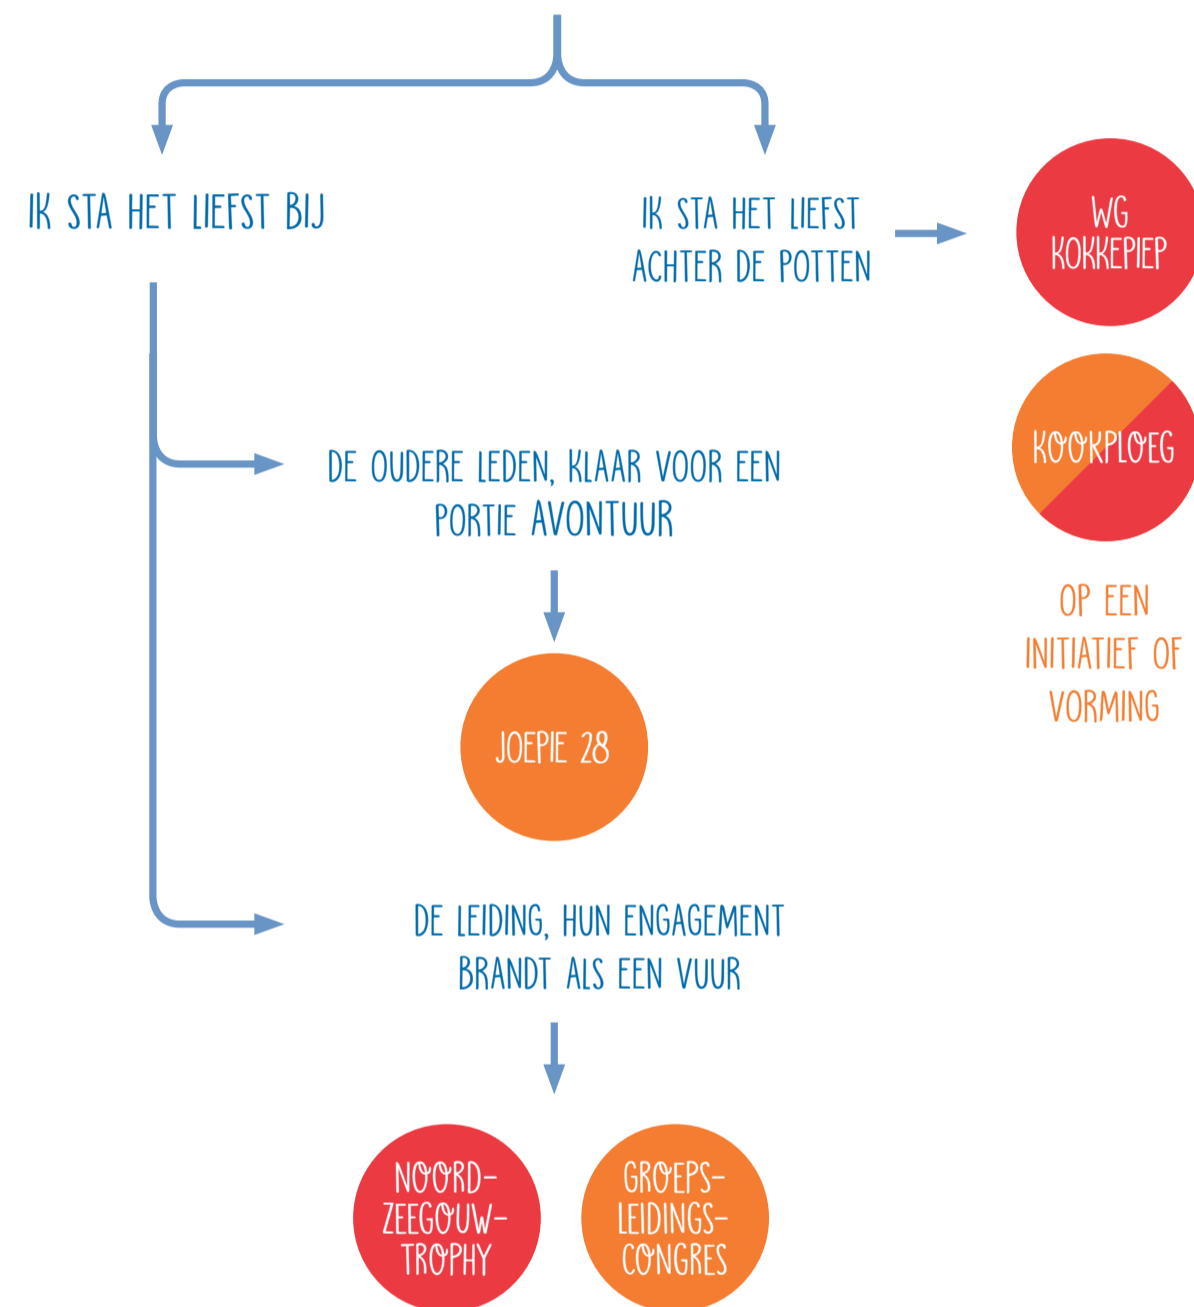 IK STA HET LIEFST BIJ
IK STA HET LIEFST
ACHTER DE POTTEN
WG
KOKKEPIEP
KOOKPLOEG
OP EEN
INITIATIEF OF
VORMING
DE OUDERE LEDEN, KLAAR VOOR EEN
PORTIE AVONTUUR
JOEPIE 28
DE LEIDING, HUN ENGAGEMENT
BRANDT ALS EEN VUUR
NOORD-
ZEEGOUW-
TROPHY
GROEPS-
LEIDINGS-
CONGRES